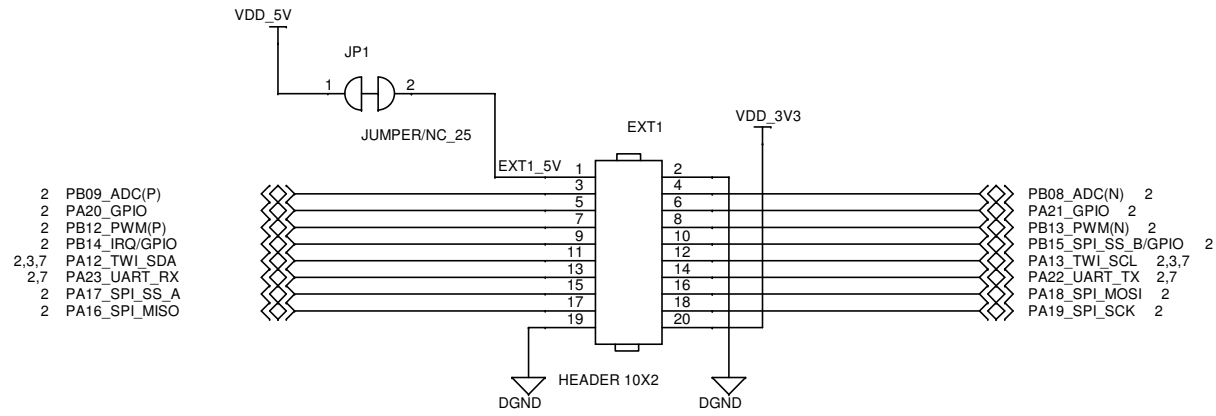 VDD_5V
JP1
1 2
JUMPER/NC_25
EXT1
VDD_3V3
EXT1_5V 1 2
2 PB09_ADC(P) 3 4 PB08_ADC(N) 2
2 PA20_GPIO 5 6 PA21_GPIO 2
2 PB12_PWM(P) 7 8 PB13_PWM(N) 2
2 PB14_IRQ/GPIO 9 10 PB15_SPI_SS_B/GPIO 2
2,3,7 PA12_TWI_SDA 11 12 PA13_TWI_SCL 2,3,7
2,7 PA23_UART_RX 13 14 PA22_UART_TX 2,7
2 PA17_SPI_SS_A 15 16 PA18_SPI_MOSI 2
2 PA16_SPI_MISO 17 18 PA19_SPI_SCK 2
19 20
HEADER 10X2
DGND DGND